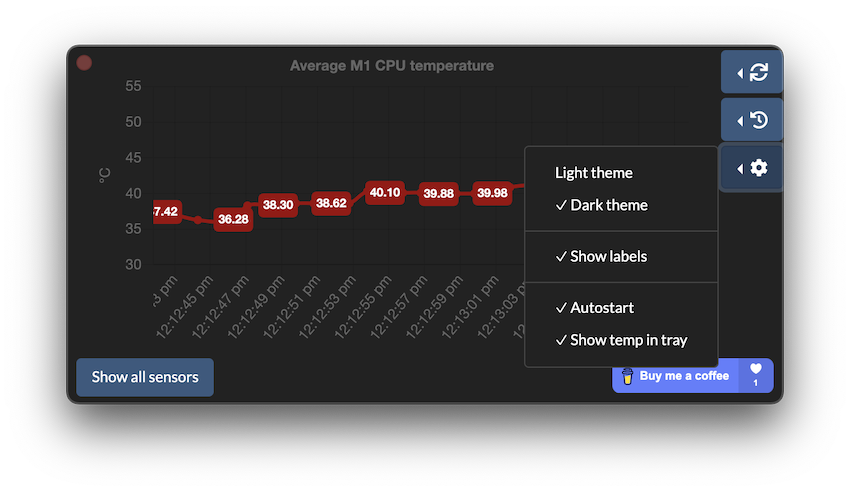 Average M1 CPU temperature
55
50
45
40
35
30
°C
37.42
36.28
38.30
38.62
40.10
39.88
39.98
12:12:45 pm
12:12:47 pm
12:12:49 pm
12:12:51 pm
12:12:53 pm
12:12:55 pm
12:12:57 pm
12:12:59 pm
12:13:01 pm
12:13:03 pm
Light theme
✓ Dark theme
✓ Show labels
✓ Autostart
✓ Show temp in tray
Show all sensors
Buy me a coffee
1